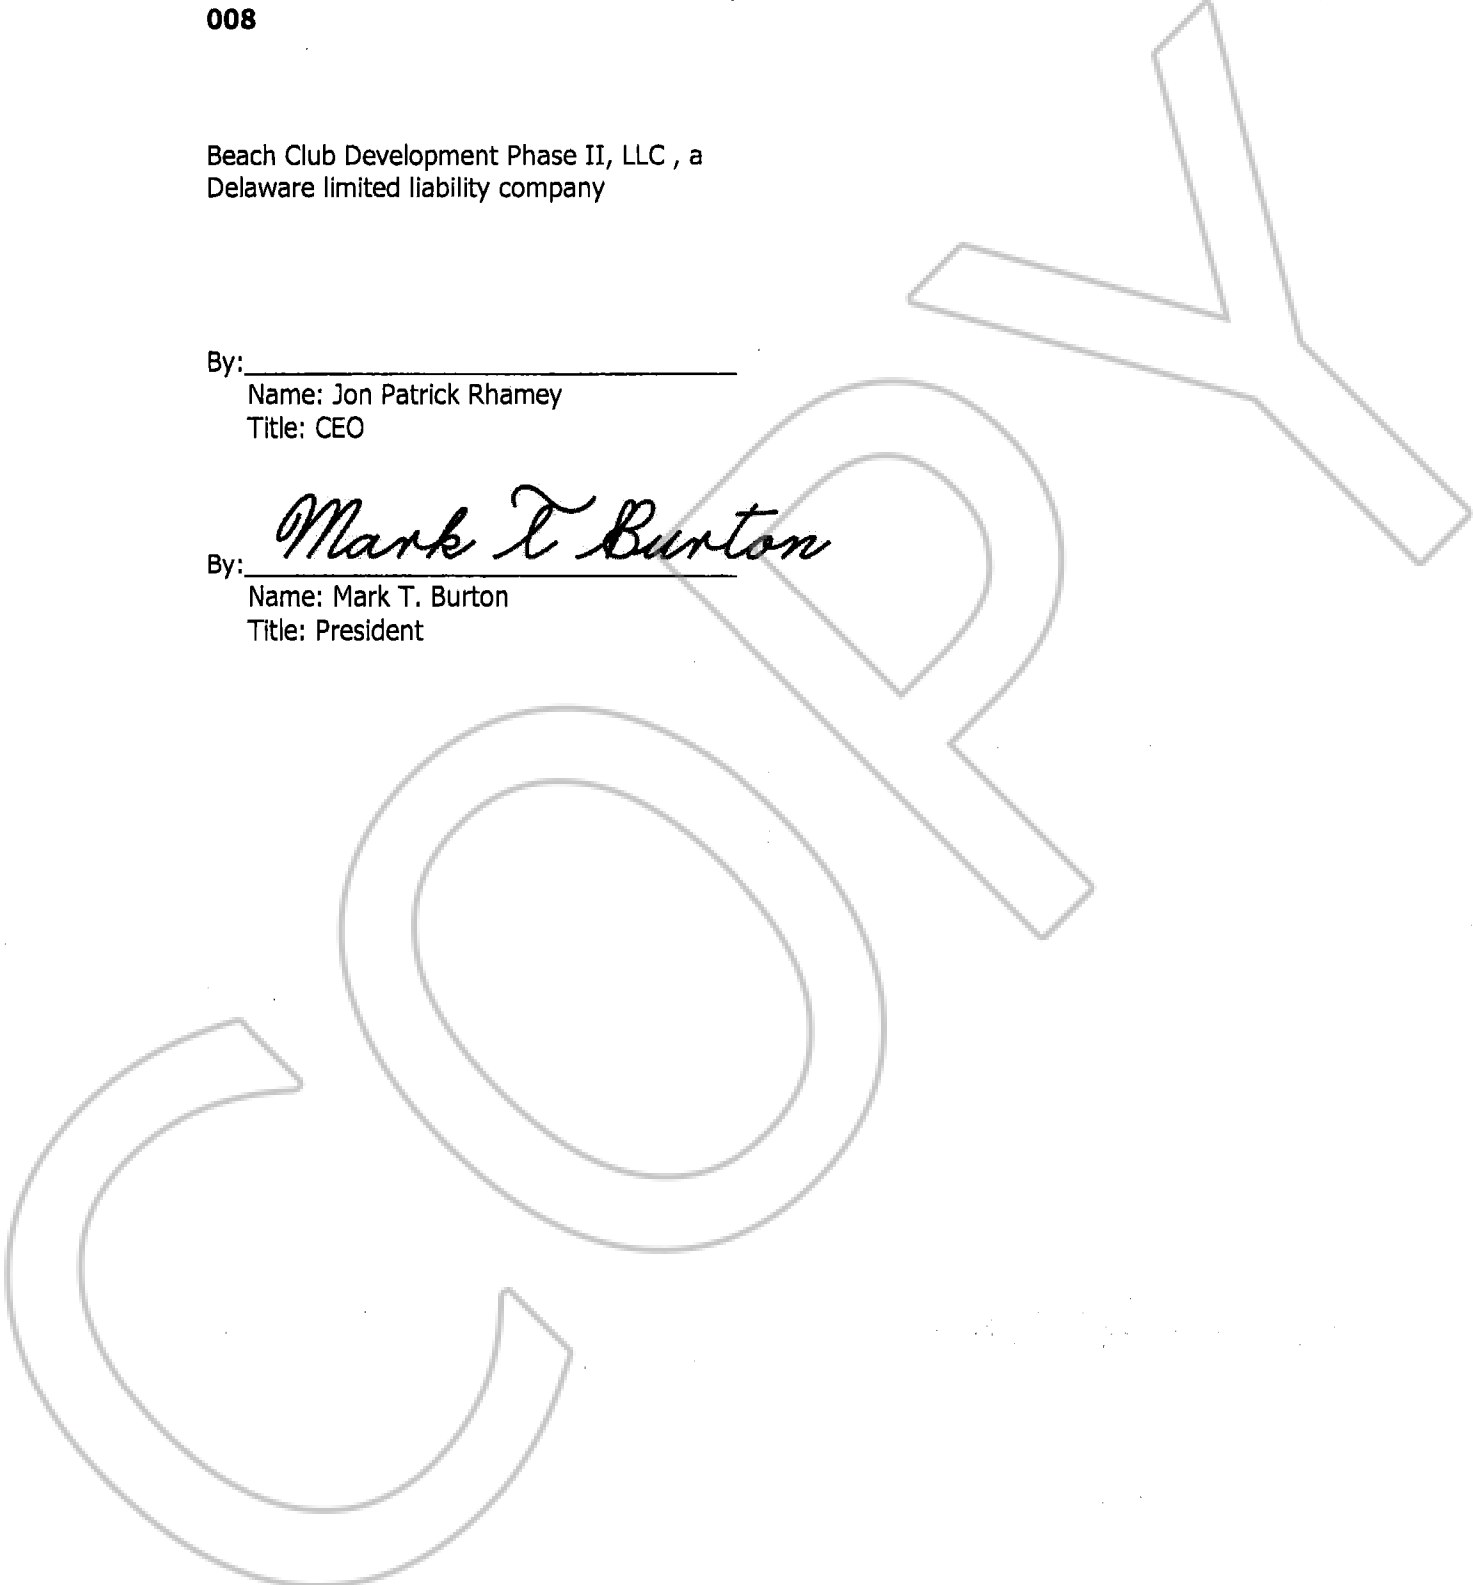 008
Beach Club Development Phase II, LLC , a
Delaware limited liability company
By:
Name: Jon Patrick Rhamey
Title: CEO
Mark T Burton
By:
Name: Mark T. Burton
Title: President
COPY